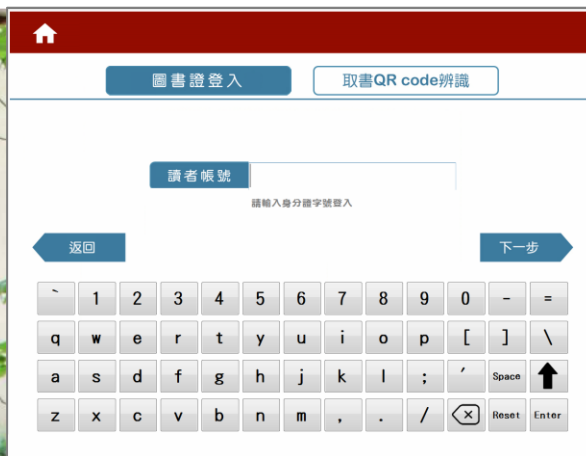 圖書證登入 取書QR code辨識
讀者帳號
請輸入身分證字號登入
返回 下一步
` 1 2 3 4 5 6 7 8 9 0 - =
q w e r t y u i o p [ ] \
a s d f g h j k l ; ' Space
z x c v b n m , . / Reset Enter